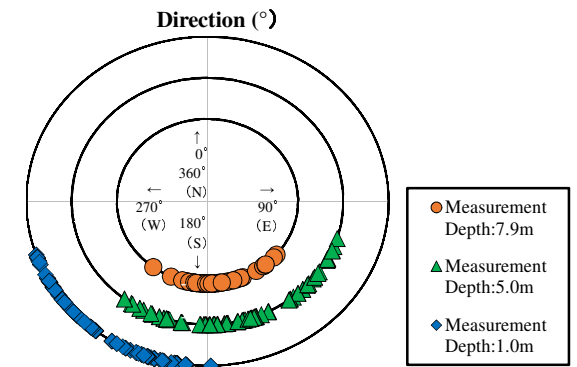 Direction (°)
↑
0°
360°
(N)
←
270°
(W)
→
90°
(E)
180°
(S)
↓
Measurement
Depth:7.9m
Measurement
Depth:5.0m
Measurement
Depth:1.0m